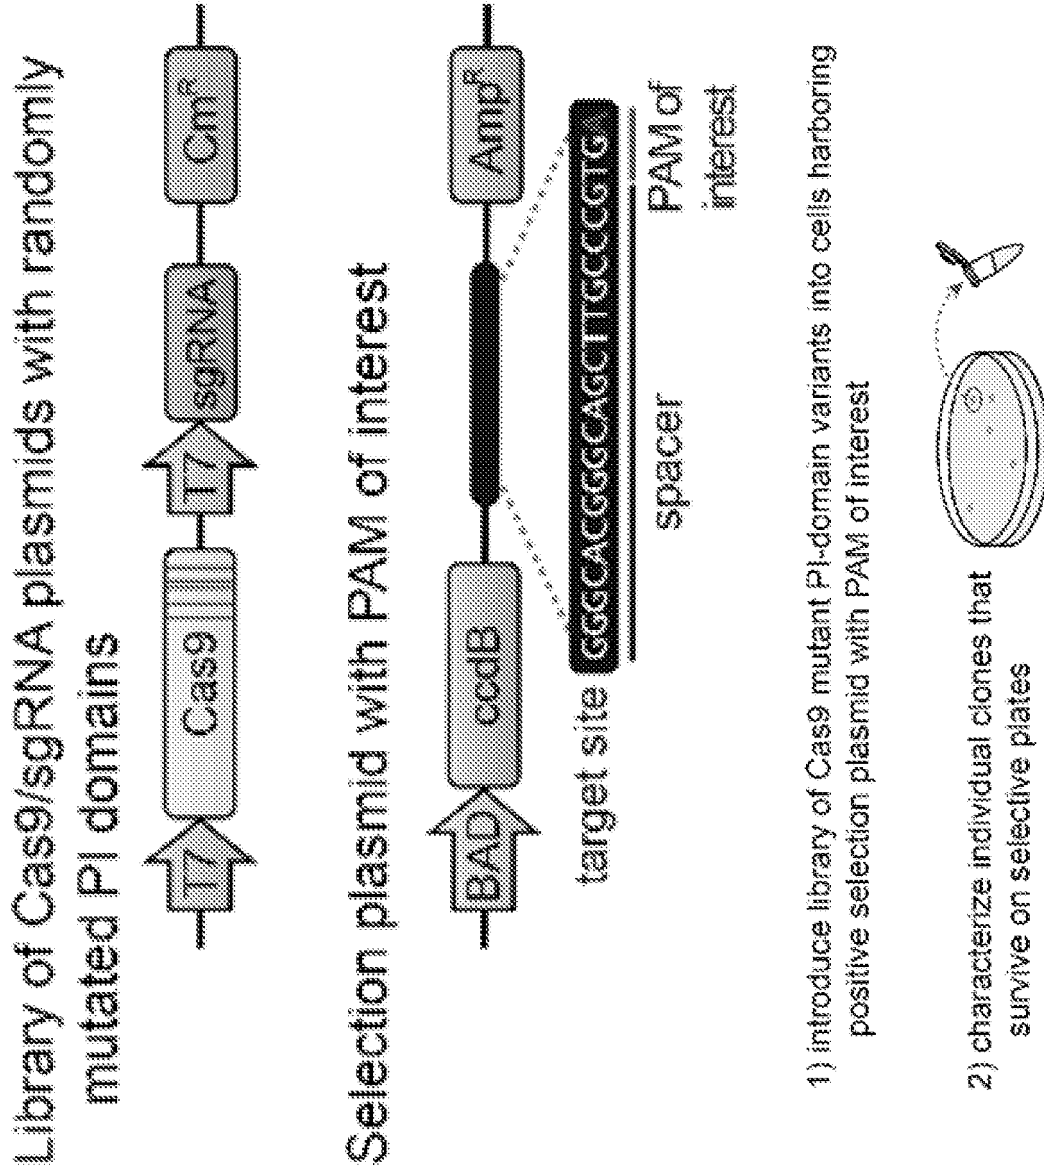 Library of Cas9/sgRNA plasmids with randomly
mutated PI domains
T7 Cas9 T7 sgRNA Cm^R
Selection plasmid with PAM of interest
BAD ccdB Amp^R
target site GGGCACGGGCAGCTTGCCGGTG
spacer PAM of
interest
1) introduce library of Cas9 mutant PI-domain variants into cells harboring
positive selection plasmid with PAM of interest
2) characterize individual clones that
survive on selective plates